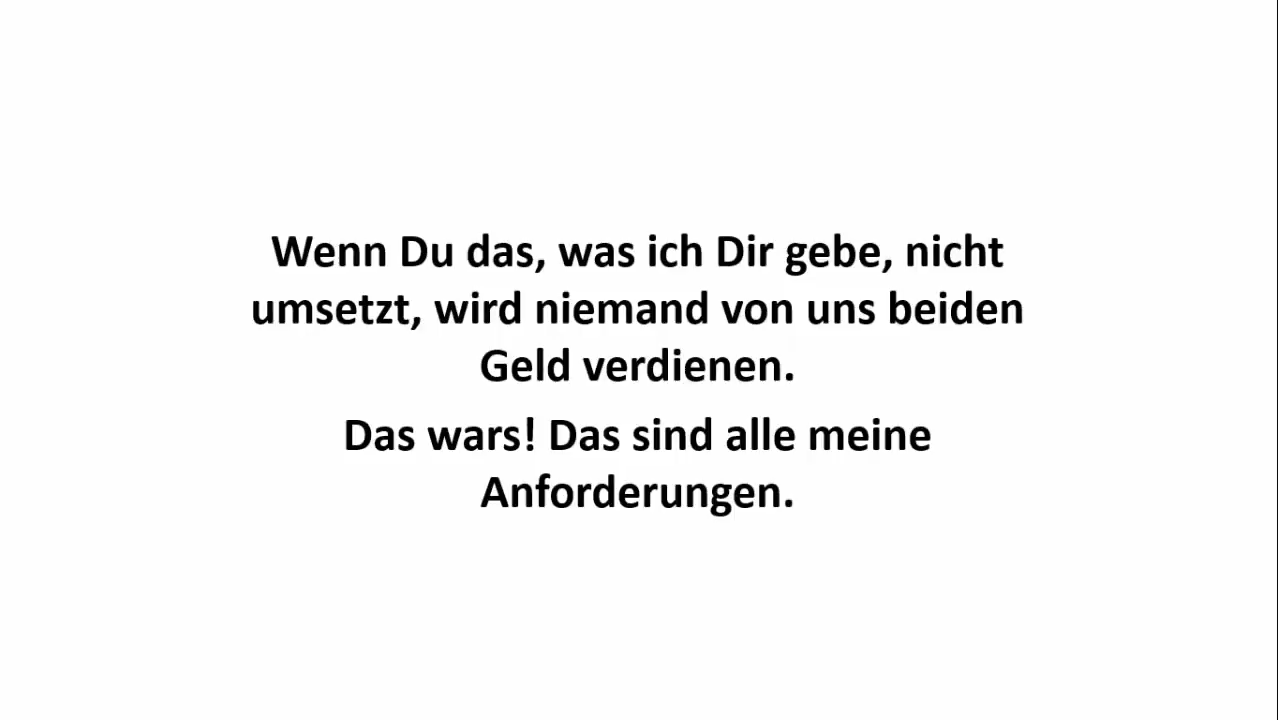 Wenn Du das, was ich Dir gebe, nicht
umsetzt, wird niemand von uns beiden
Geld verdienen.
Das wars! Das sind alle meine
Anforderungen.